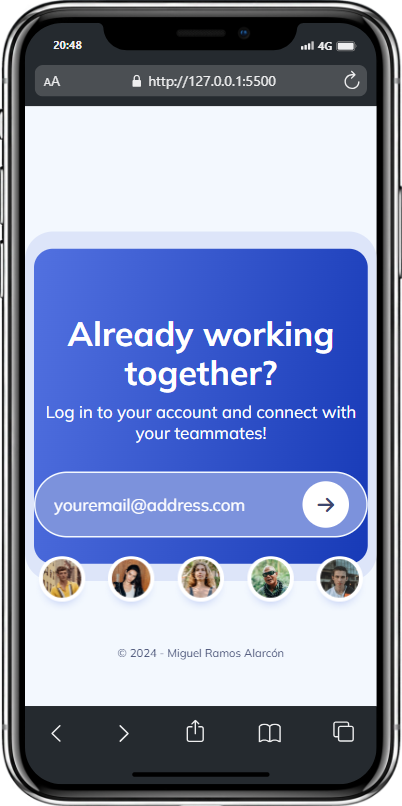 20:48
4G
AA
http://127.0.0.1:5500
Already working
together?
Log in to your account and connect with
your teammates!
youremail@address.com
© 2024 - Miguel Ramos Alarcón